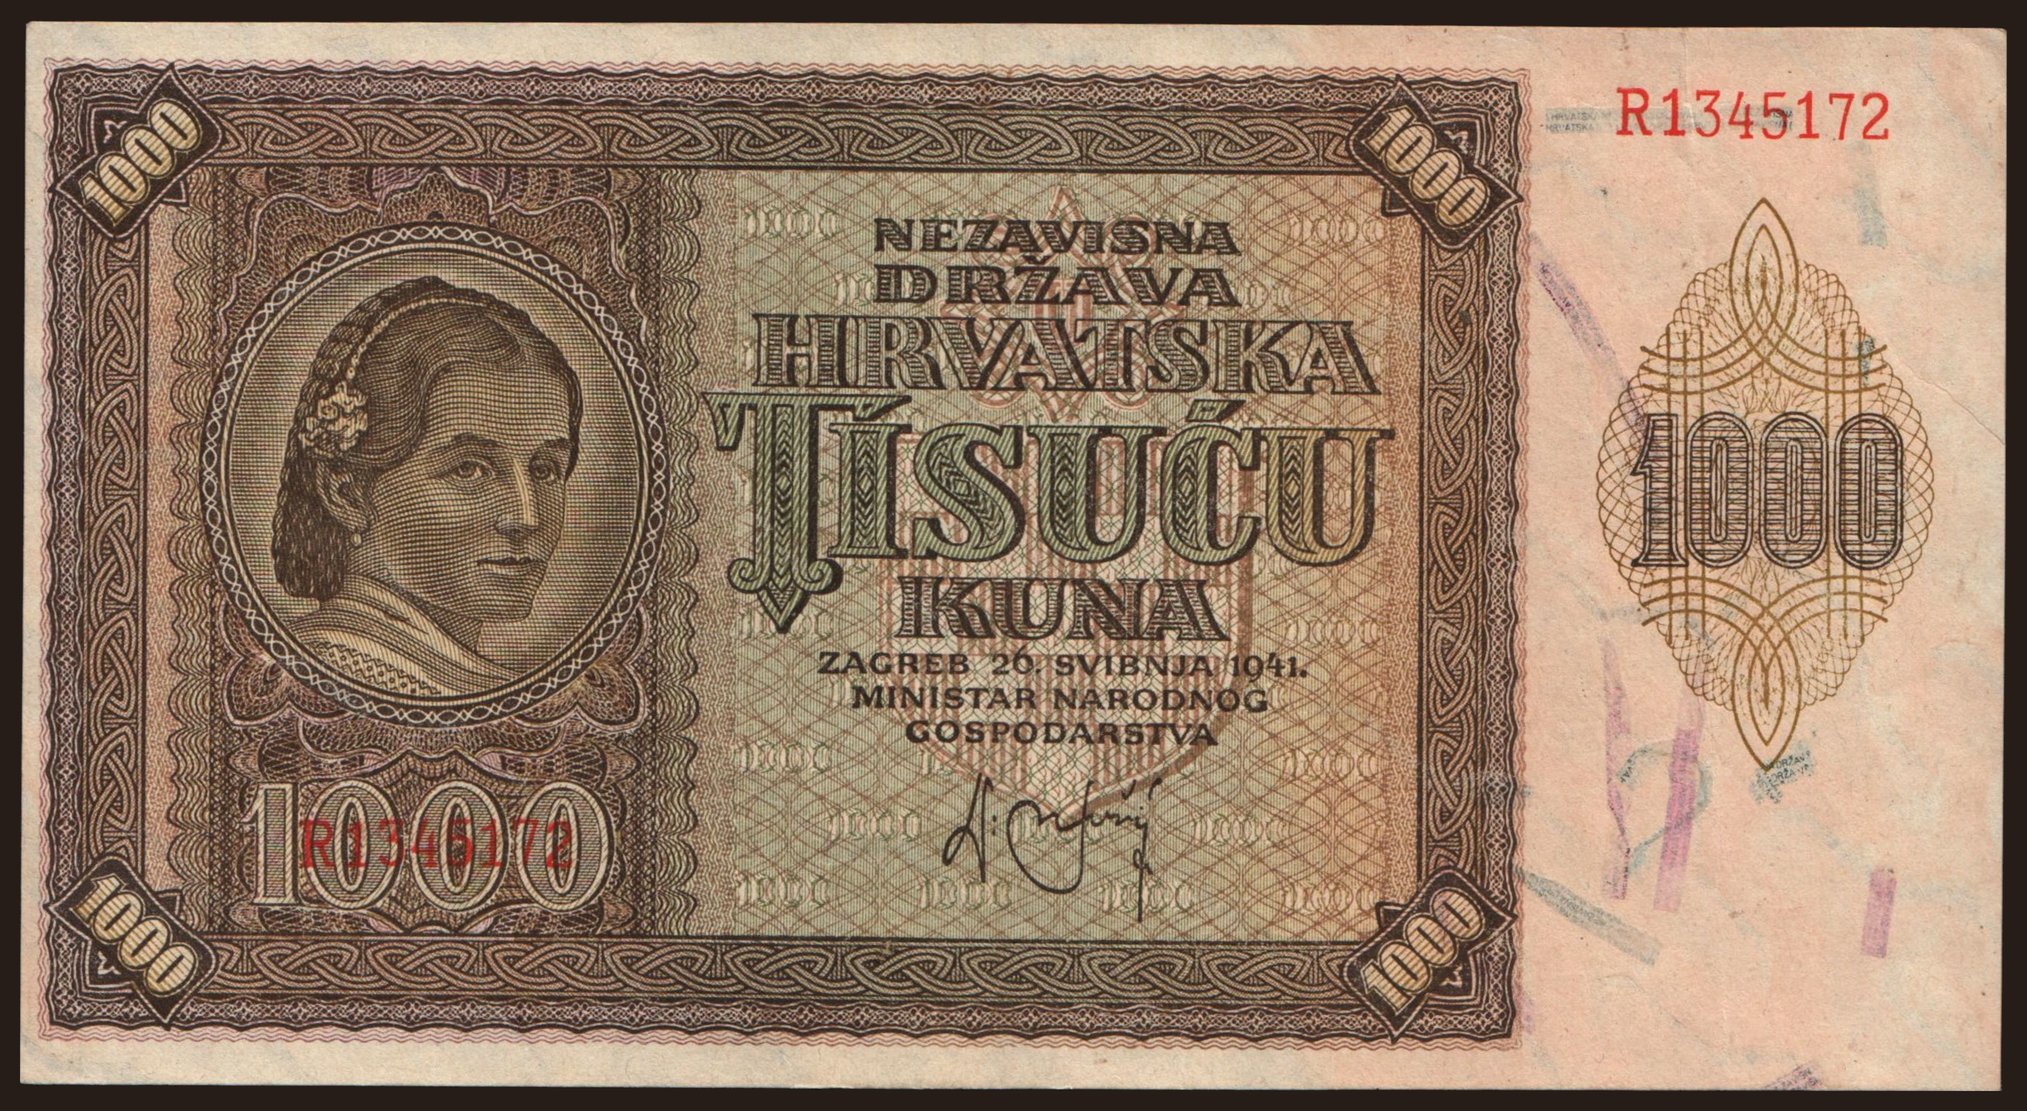 1000
1000
R1345172
NEZAVISNA
DRŽAVA
HRVATSKA
TÍSUĆU
KUNA
ZAGREB 26. SVIBNJA 1941.
MINISTAR NARODNOG
GOSPODARSTVA
1000
1000
R1345172
1000
1000